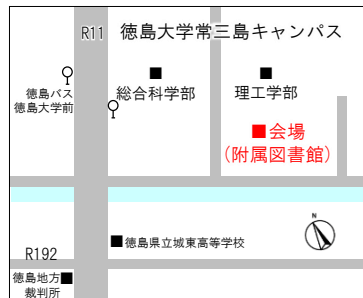 R11 徳島大学常三島キャンパス
徳島バス
徳島大学前
■総合科学部
■理工学部
■会場
(附属図書館)
■徳島県立城東高等学校
N
R192
徳島地方■
裁判所